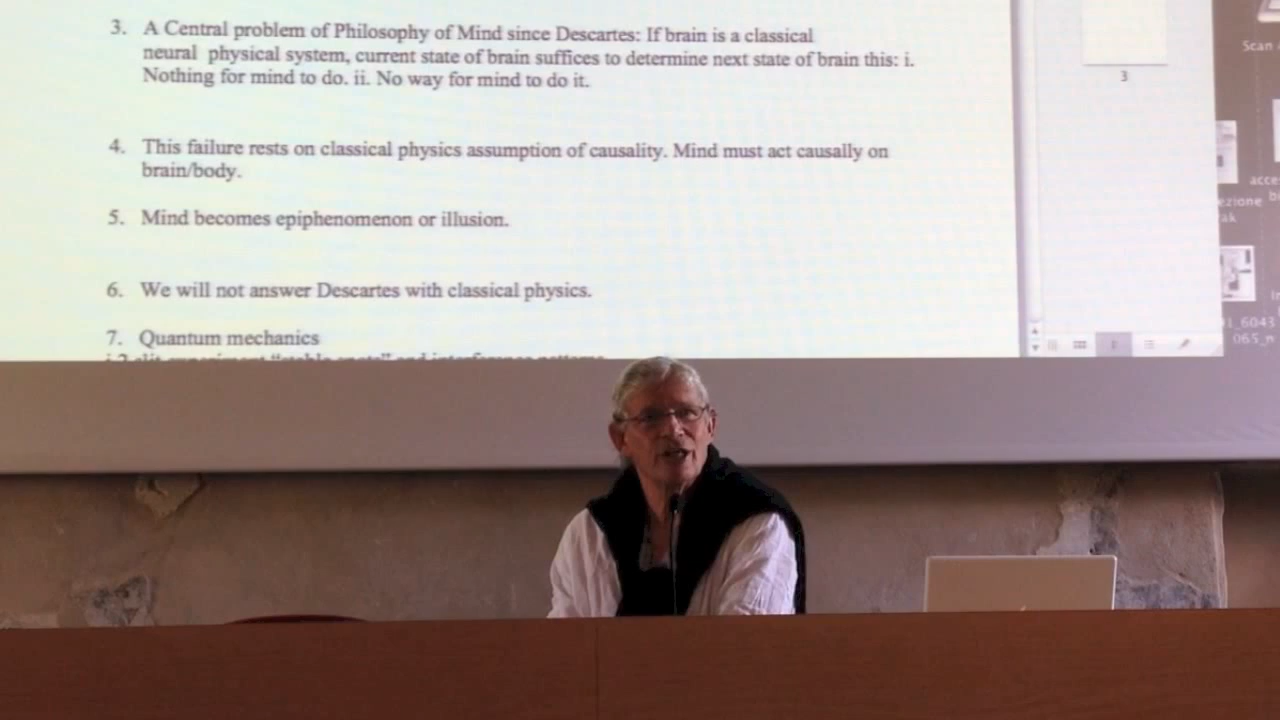 3. A Central problem of Philosophy of Mind since Descartes: If brain is a classical
neural physical system, current state of brain suffices to determine next state of brain this: i.
Nothing for mind to do. ii. No way for mind to do it.
4. This failure rests on classical physics assumption of causality. Mind must act causally on
brain/body.
5. Mind becomes epiphenomenon or illusion.
6. We will not answer Descartes with classical physics.
7. Quantum mechanics
3
Scan